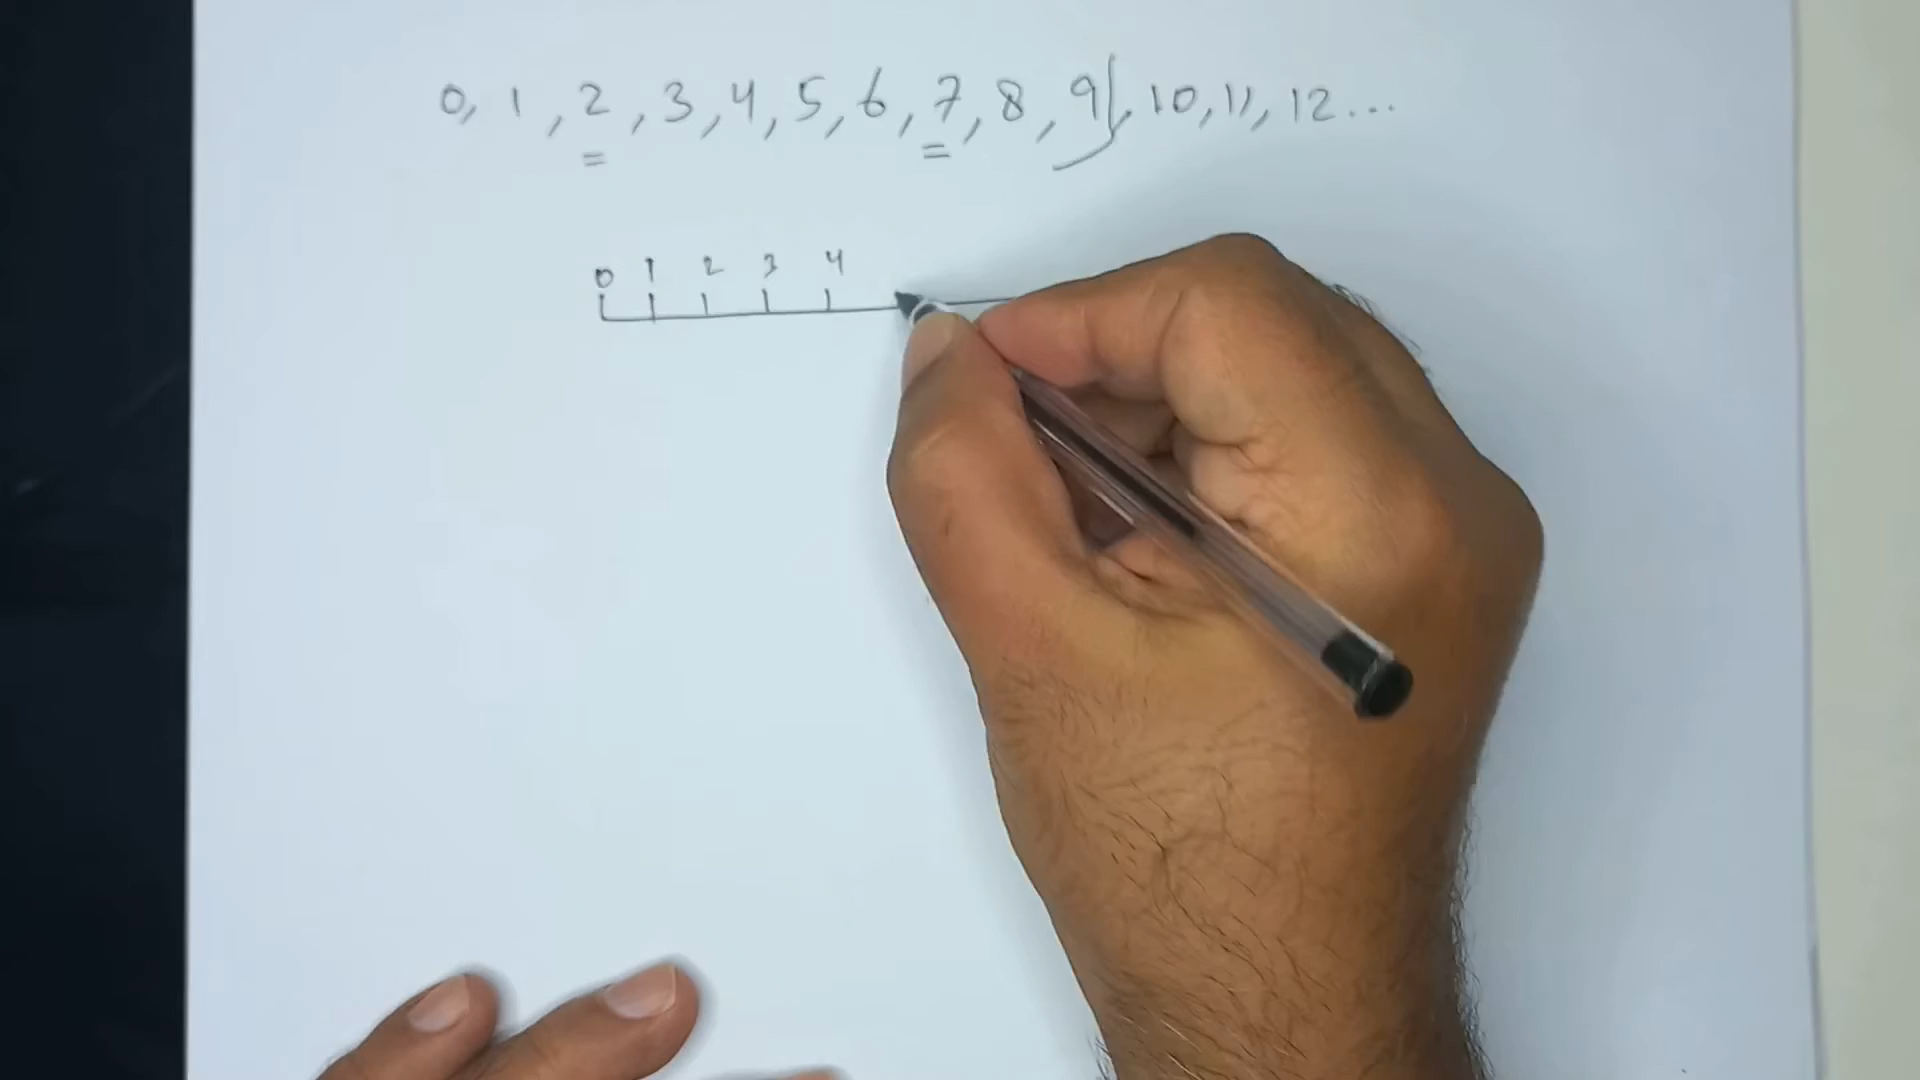 0, 1, 2, 3, 4, 5, 6, 7, 8, 9, 10, 11, 12...
0 1 2 3 4